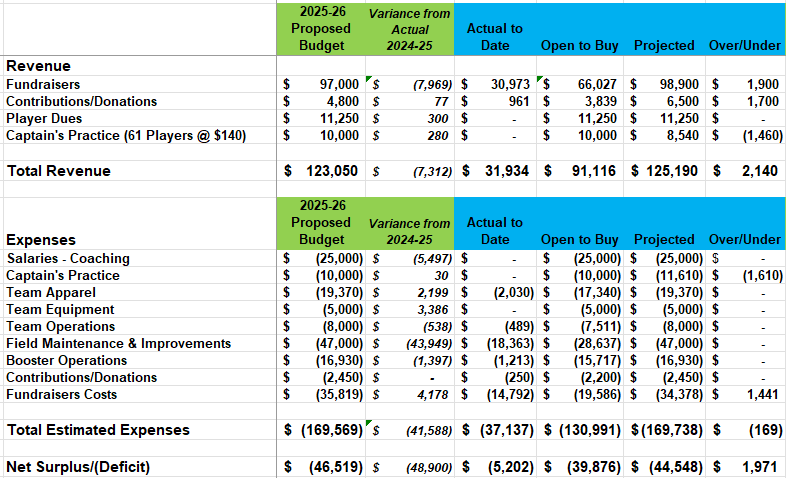 2025-26 Proposed Budget Variance from Actual 2024-25 Actual to Date Open to Buy Projected Over/Under
Revenue
Fundraisers $ 97,000 $ (7,969) $ 30,973 $ 66,027 $ 98,900 $ 1,900
Contributions/Donations $ 4,800 $ 77 $ 961 $ 3,839 $ 6,500 $ 1,700
Player Dues $ 11,250 $ 300 $ - $ 11,250 $ 11,250 $ -
Captain's Practice (61 Players @ $140) $ 10,000 $ 280 $ - $ 10,000 $ 8,540 $ (1,460)
Total Revenue $ 123,050 $ (7,312) $ 31,934 $ 91,116 $ 125,190 $ 2,140
Expenses 2025-26 Proposed Budget Variance from 2024-25 Actual to Date Open to Buy Projected Over/Under
Salaries - Coaching $ (25,000) $ (5,497) $ - $ (25,000) $ (25,000) $ -
Captain's Practice $ (10,000) $ 30 $ - $ (10,000) $ (11,610) $ (1,610)
Team Apparel $ (19,370) $ 2,199 $ (2,030) $ (17,340) $ (19,370) $ -
Team Equipment $ (5,000) $ 3,386 $ - $ (5,000) $ (5,000) $ -
Team Operations $ (8,000) $ (538) $ (489) $ (7,511) $ (8,000) $ -
Field Maintenance & Improvements $ (47,000) $ (43,949) $ (18,363) $ (28,637) $ (47,000) $ -
Booster Operations $ (16,930) $ (1,397) $ (1,213) $ (15,717) $ (16,930) $ -
Contributions/Donations $ (2,450) $ - $ (250) $ (2,200) $ (2,450) $ -
Fundraisers Costs $ (35,819) $ 4,178 $ (14,792) $ (19,586) $ (34,378) $ 1,441
Total Estimated Expenses $ (169,569) $ (41,588) $ (37,137) $ (130,991) $ (169,738) $ (169)
Net Surplus/(Deficit) $ (46,519) $ (48,900) $ (5,202) $ (39,876) $ (44,548) $ 1,971